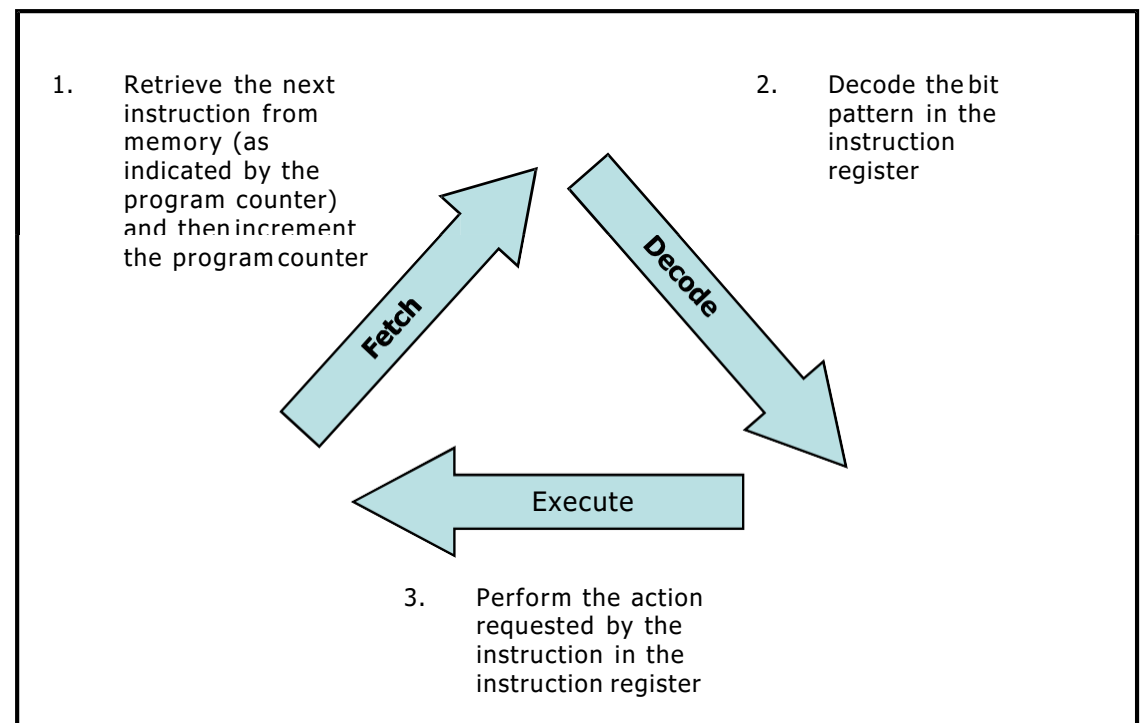 1. Retrieve the next
instruction from
memory (as
indicated by the
program counter)
and then increment
the program counter
2. Decode the bit
pattern in the
instruction
register
Fetch
Decode
Execute
3. Perform the action
requested by the
instruction in the
instruction register